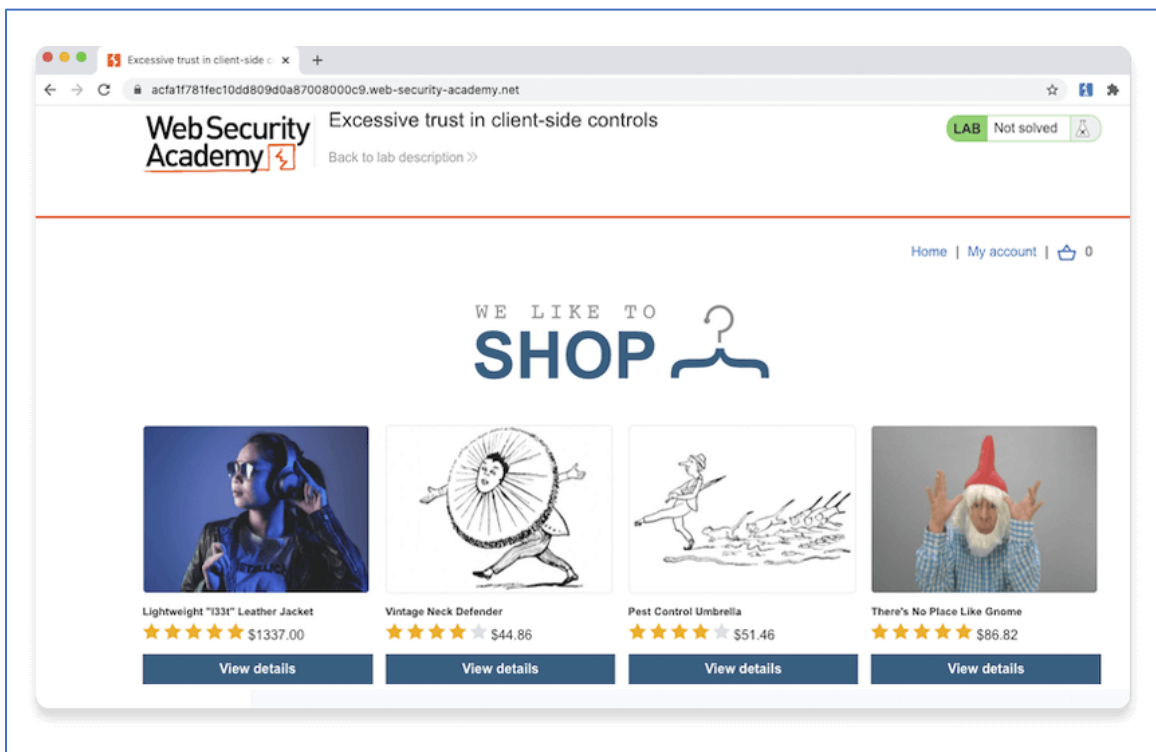 Excessive trust in client-side c
acfa1f781fec10dd809d0a87008000c9.web-security-academy.net
Web Security
Academy
Excessive trust in client-side controls
Back to lab description
LAB Not solved
Home | My account | 0
WE LIKE TO
SHOP
Lightweight "l33t" Leather Jacket
$1337.00
View details
Vintage Neck Defender
$44.86
View details
Pest Control Umbrella
$51.46
View details
There's No Place Like Gnome
$86.82
View details